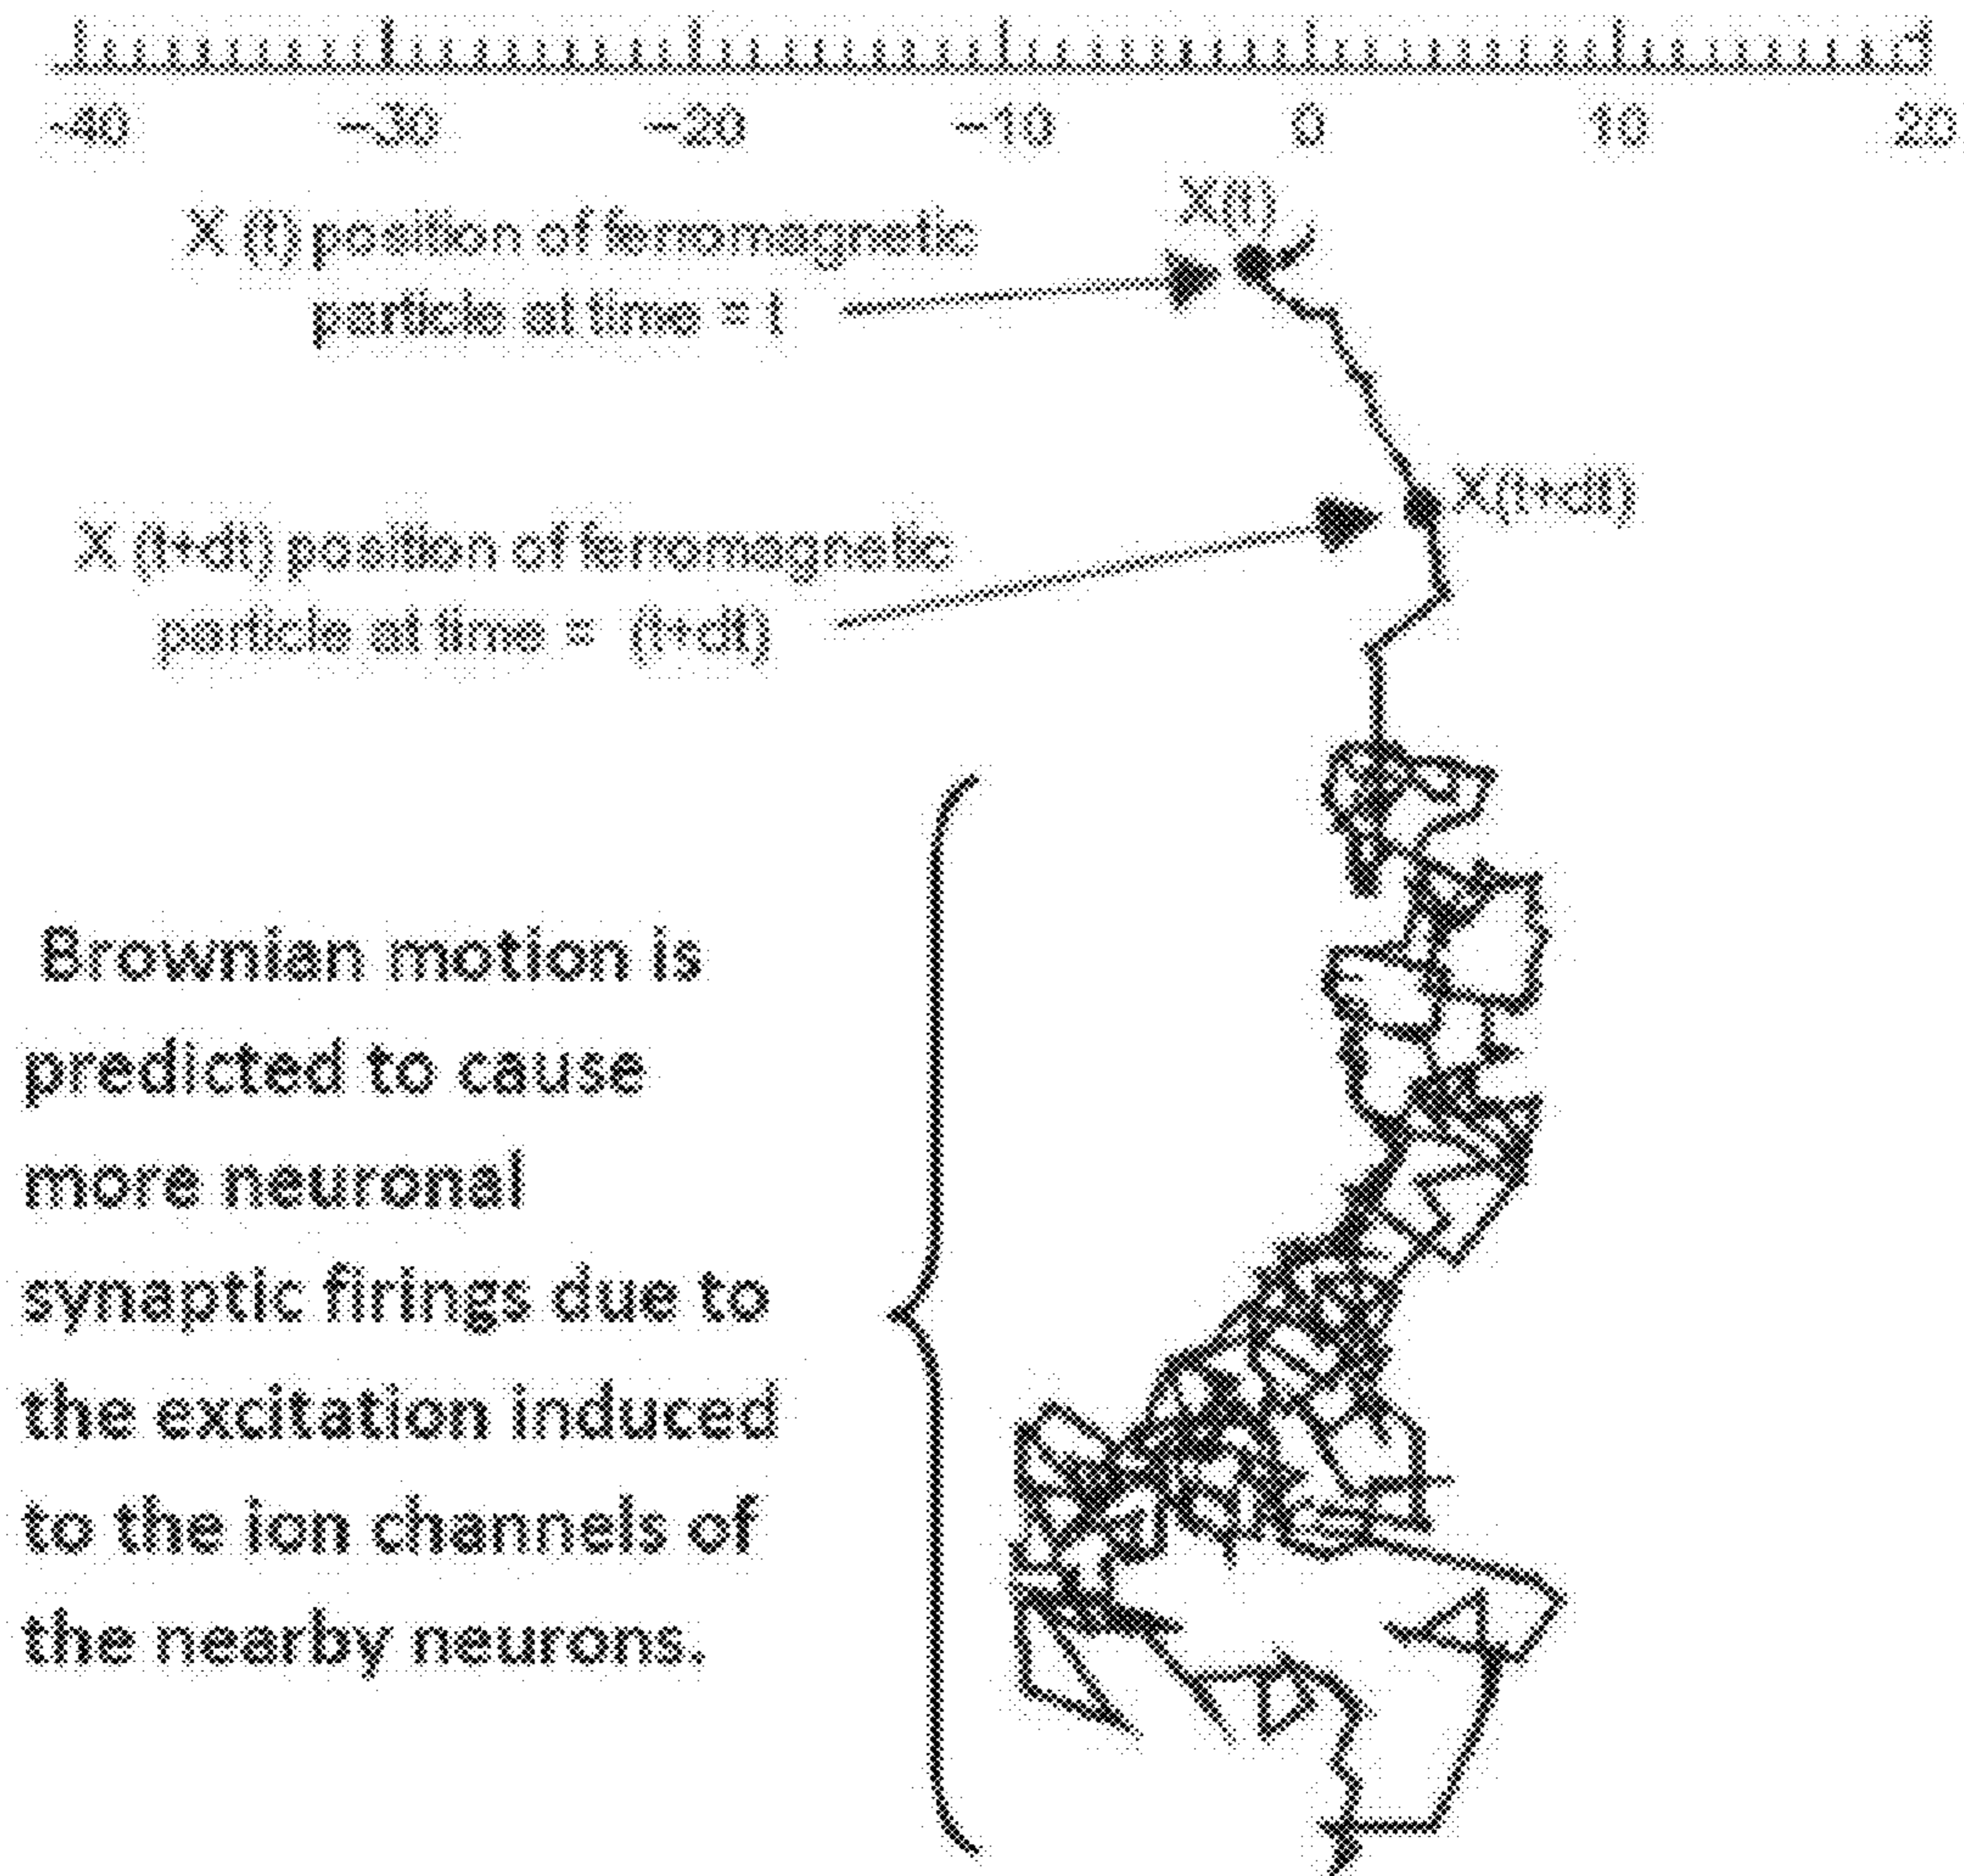 -40 -30 -20 -10 0 10 20
X(t)
X (t) position of ferromagnetic
particle at time = t
X(t+dt)
X (t+dt) position of ferromagnetic
particle at time = (t+dt)
Brownian motion is
predicted to cause
more neuronal
synaptic firings due to
the excitation induced
to the ion channels of
the nearby neurons.